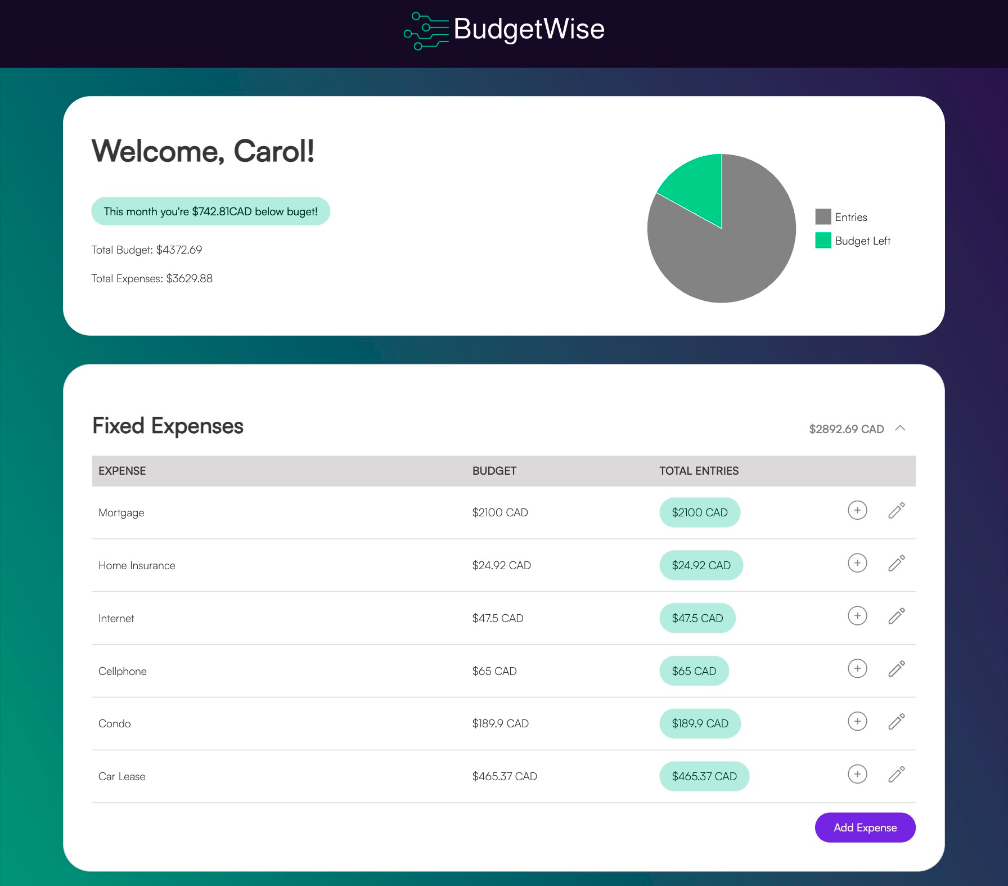 BudgetWise
Welcome, Carol!
This month you're $742.81CAD below buget!
Total Budget: $4372.69
Total Expenses: $3629.88
Entries
Budget Left
Fixed Expenses
$2892.69 CAD
EXPENSE BUDGET TOTAL ENTRIES
Mortgage $2100 CAD $2100 CAD
Home Insurance $24.92 CAD $24.92 CAD
Internet $47.5 CAD $47.5 CAD
Cellphone $65 CAD $65 CAD
Condo $189.9 CAD $189.9 CAD
Car Lease $465.37 CAD $465.37 CAD
Add Expense